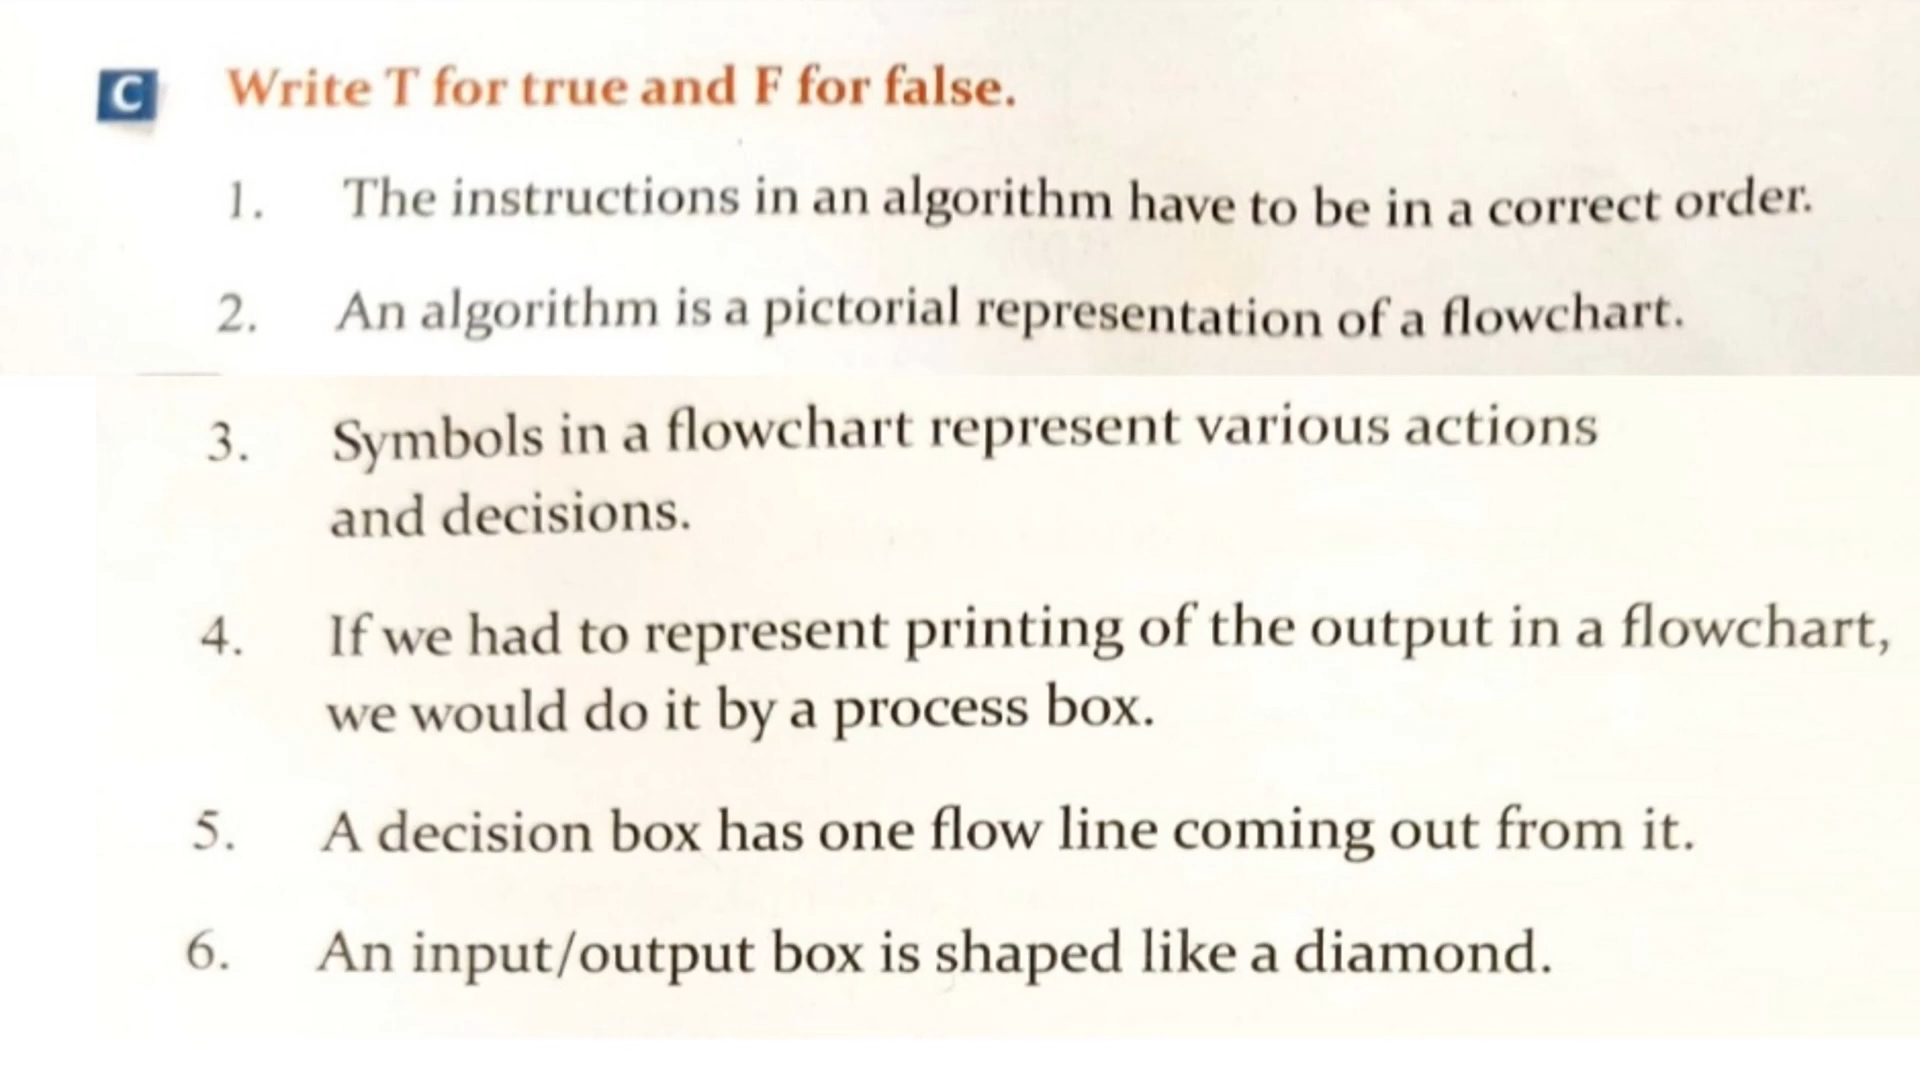 C Write T for true and F for false.
1. The instructions in an algorithm have to be in a correct order.
2. An algorithm is a pictorial representation of a flowchart.
3. Symbols in a flowchart represent various actions
and decisions.
4. If we had to represent printing of the output in a flowchart,
we would do it by a process box.
5. A decision box has one flow line coming out from it.
6. An input/output box is shaped like a diamond.